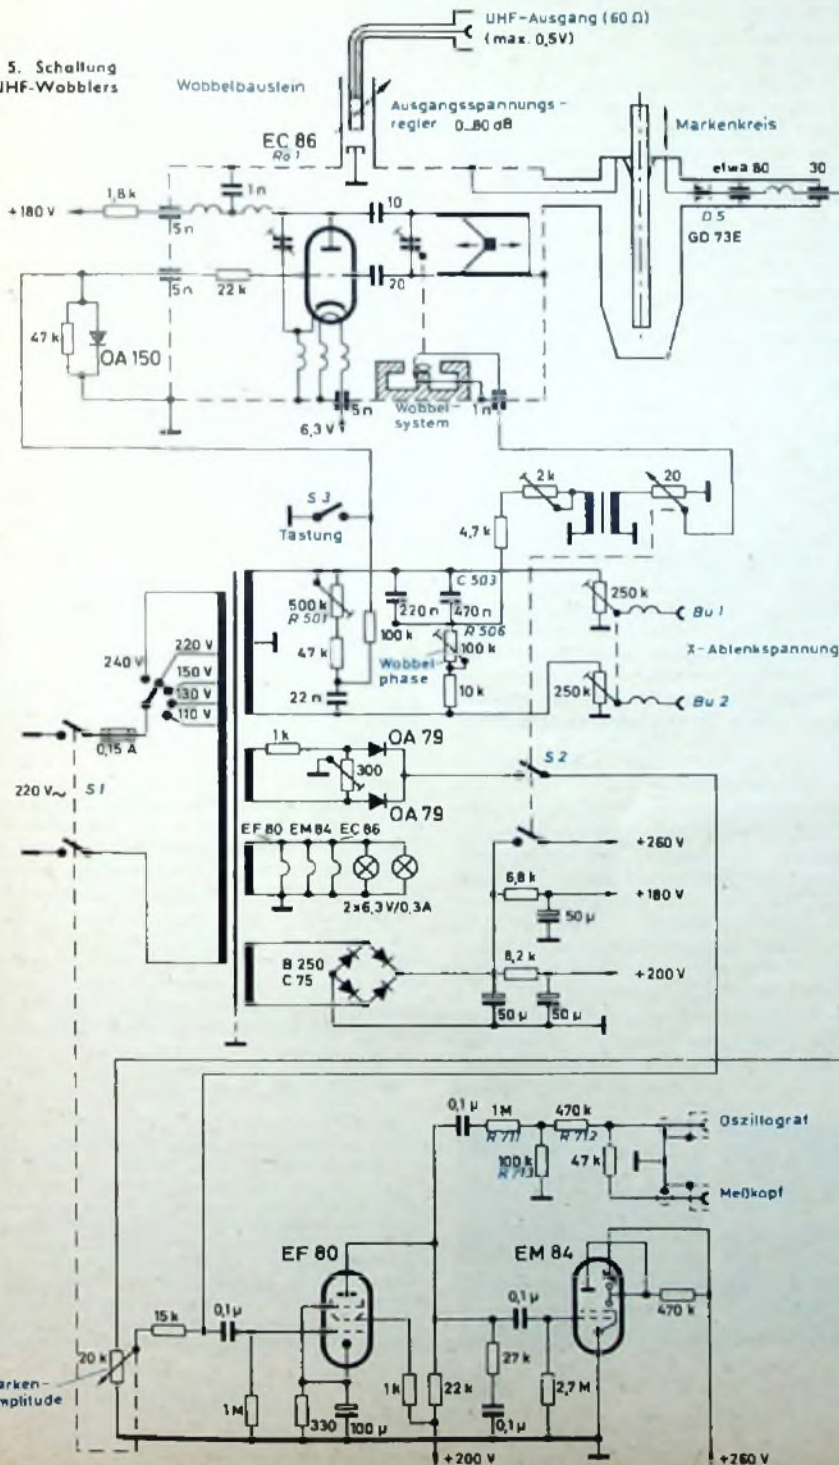 5. Schaltung
UHF-Wobblers
Wobbelbaustein
UHF-Ausgang (60 Ω)
(max. 0,5V)
Ausgangsspannungs-
regler 0...80 dB
Markenkreis
EC 86
Rö 1
etwa 80
30
D 5
GD 73E
+180 V
1,8 k
5 n
1 n
10
20
5 n
22 k
47 k
OA 150
5 n
6,3 V
Wobbel-
system
1 n
2 k
20
S 3
Tastung
4,7 k
C 503
500 k
R 501
220 n
470 n
R 506
250 k
Bu 1
100 k
100 k
47 k
Wobbel-
phase
X-Ablenkspannung
22 n
10 k
250 k
Bu 2
240 V
220 V
150 V
130 V
110 V
0,15 A
220 V~
S 1
1 k
OA 79
300
OA 79
S 2
EF 80
EM 84
EC 86
2x6,3V/0,3A
+260 V
6,8 k
+180 V
50 µ
B 250
C 75
8,2 k
+200 V
50 µ
50 µ
0,1 µ
1 M
R 711
470 k
R 712
Oszillograf
100 k
R 713
47 k
Meßkopf
EF 80
EM 84
15 k
0,1 µ
0,1 µ
470 k
20 k
arken-
mplitude
27 k
1 M
330
100 µ
1 k
22 k
0,1 µ
2,7 M
+200 V
+260 V